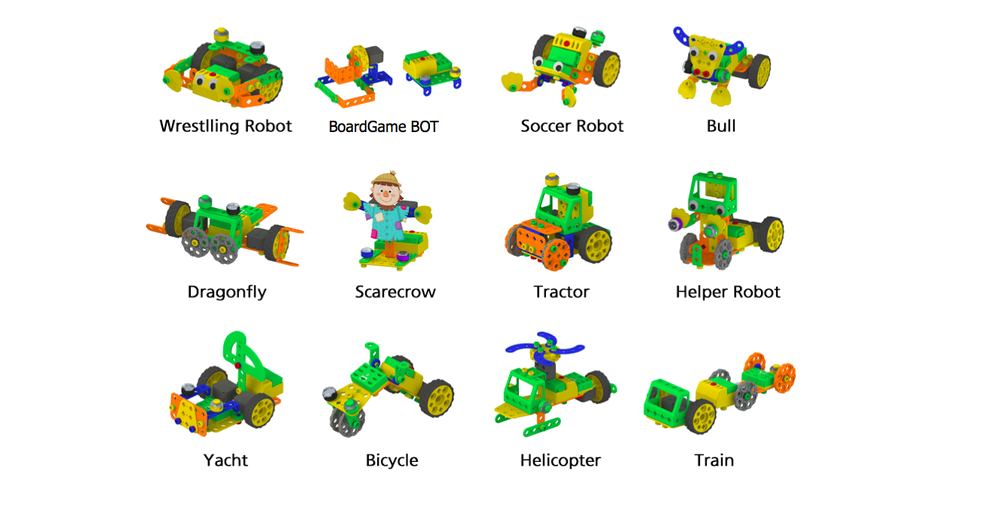 Wrestlling Robot
BoardGame BOT
Soccer Robot
Bull
Dragonfly
Scarecrow
Tractor
Helper Robot
Yacht
Bicycle
Helicopter
Train